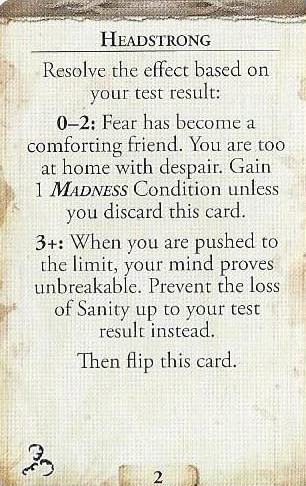 HEADSTRONG
Resolve the effect based on
your test result:
0–2: Fear has become a
comforting friend. You are too
at home with despair. Gain
1 MADNESS Condition unless
you discard this card.
3+: When you are pushed to
the limit, your mind proves
unbreakable. Prevent the loss
of Sanity up to your test
result instead.
Then flip this card.
2